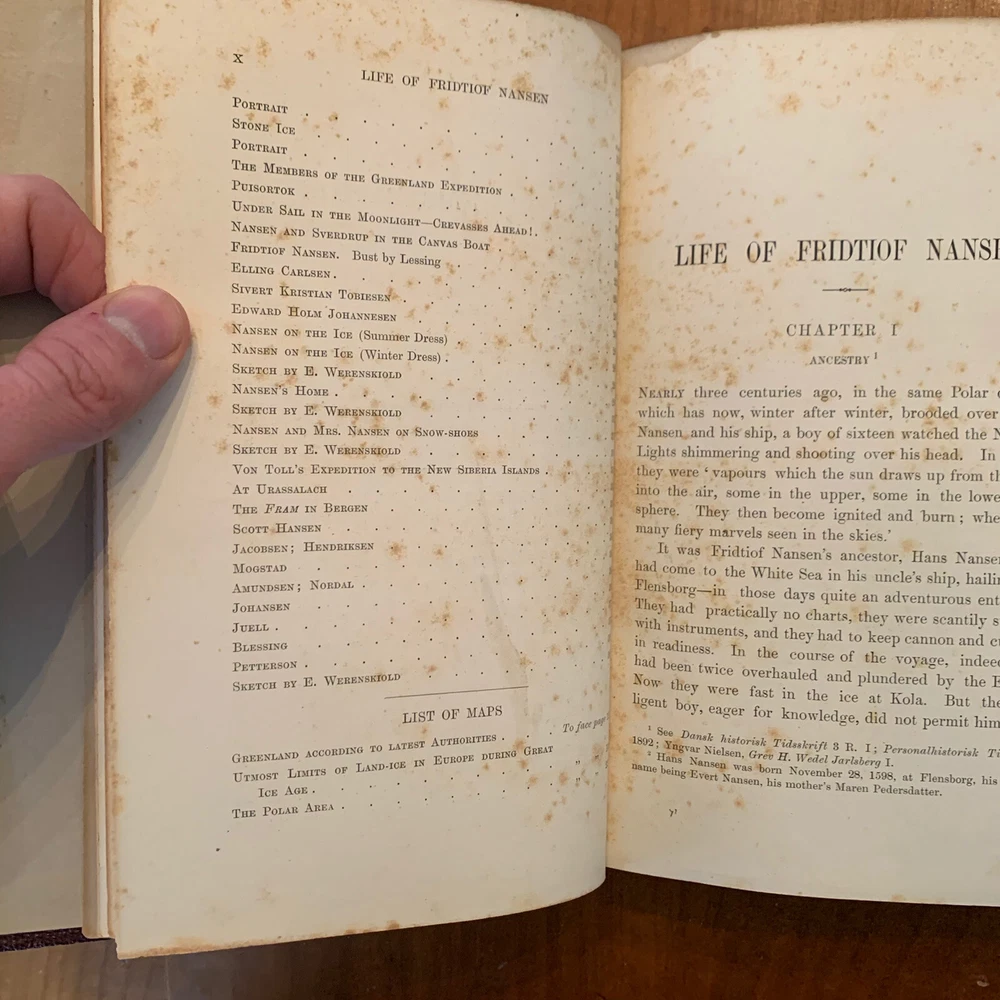 x
LIFE OF FRIDTIOF NANSEN
PORTRAIT
STONE ICE
PORTRAIT
THE MEMBERS OF THE GREENLAND EXPEDITION
PUISORTOK
UNDER SAIL IN THE MOONLIGHT—CREVASSES AHEAD!
NANSEN AND SVERDRUP IN THE CANVAS BOAT
FRIDTIOF NANSEN. Bust by Lessing
ELLING CARLSEN
SIVERT KRISTIAN TOBIESEN
EDWARD HOLM JOHANNESEN
NANSEN ON THE ICE (Summer Dress)
NANSEN ON THE ICE (Winter Dress)
SKETCH BY E. WERENSKIOLD
NANSEN'S HOME
SKETCH BY E. WERENSKIOLD
NANSEN AND MRS. NANSEN ON SNOW-SHOES
SKETCH BY E. WERENSKIOLD
VON TOLL'S EXPEDITION TO THE NEW SIBERIA ISLANDS
AT URASSALACH
THE FRAM IN BERGEN
SCOTT HANSEN
JACOBSEN; HENDRIKSEN
MOGSTAD
AMUNDSEN; NORDAL
JOHANSEN
JUELL
BLESSING
PETTERSON
SKETCH BY E. WERENSKIOLD
LIST OF MAPS
To face page
GREENLAND ACCORDING TO LATEST AUTHORITIES
UTMOST LIMITS OF LAND-ICE IN EUROPE DURING GREAT
ICE AGE "
THE POLAR AREA "
LIFE OF FRIDTIOF NANSE
CHAPTER I
ANCESTRY 1
NEARLY three centuries ago, in the same Polar
which has now, winter after winter, brooded over
Nansen and his ship, a boy of sixteen watched the N
Lights shimmering and shooting over his head. In
they were 'vapours which the sun draws up from th
into the air, some in the upper, some in the lowe
sphere. They then become ignited and burn; whe
many fiery marvels seen in the skies.'
It was Fridtiof Nansen's ancestor, Hans Nansen
had come to the White Sea in his uncle's ship, hailin
Flensborg—in those days quite an adventurous ent
They had practically no charts, they were scantily s
with instruments, and they had to keep cannon and cu
in readiness. In the course of the voyage, indeed
had been twice overhauled and plundered by the E
Now they were fast in the ice at Kola. But the
ligent boy, eager for knowledge, did not permit him
1 See Dansk historisk Tidsskrift 3 R. I; Personalhistorisk Ti
1892; Yngvar Nielsen, Grev H. Wedel Jarlsberg I.
2 Hans Nansen was born November 28, 1598, at Flensborg, his
name being Evert Nansen, his mother's Maren Pedersdatter.